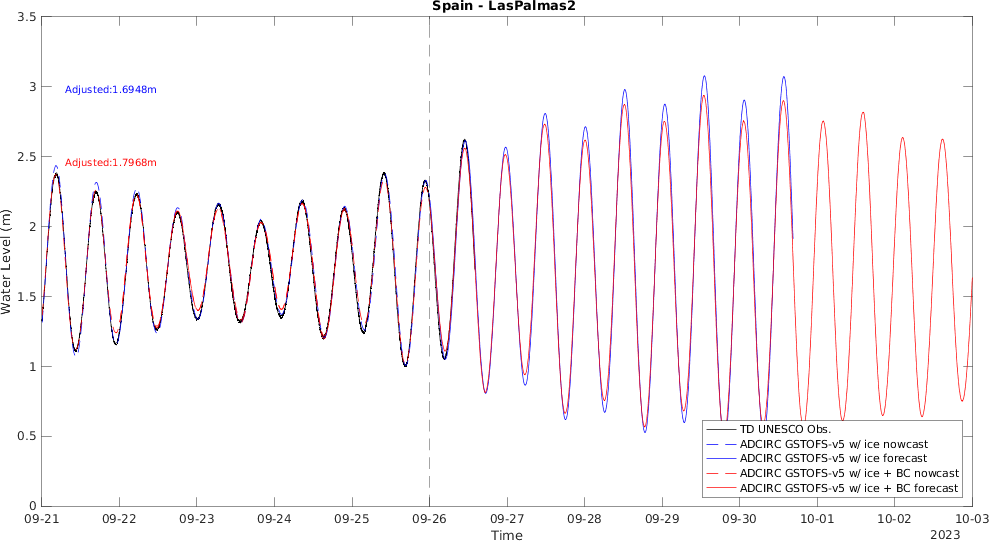 Spain - LasPalmas2
3.5
3
2.5
2
1.5
1
0.5
0
Water Level (m)
Adjusted:1.6948m
Adjusted:1.7968m
TD UNESCO Obs.
ADCIRC GSTOFS-v5 w/ ice nowcast
ADCIRC GSTOFS-v5 w/ ice forecast
ADCIRC GSTOFS-v5 w/ ice + BC nowcast
ADCIRC GSTOFS-v5 w/ ice + BC forecast
09-21 09-22 09-23 09-24 09-25 09-26 09-27 09-28 09-29 09-30 10-01 10-02 10-03
Time
2023